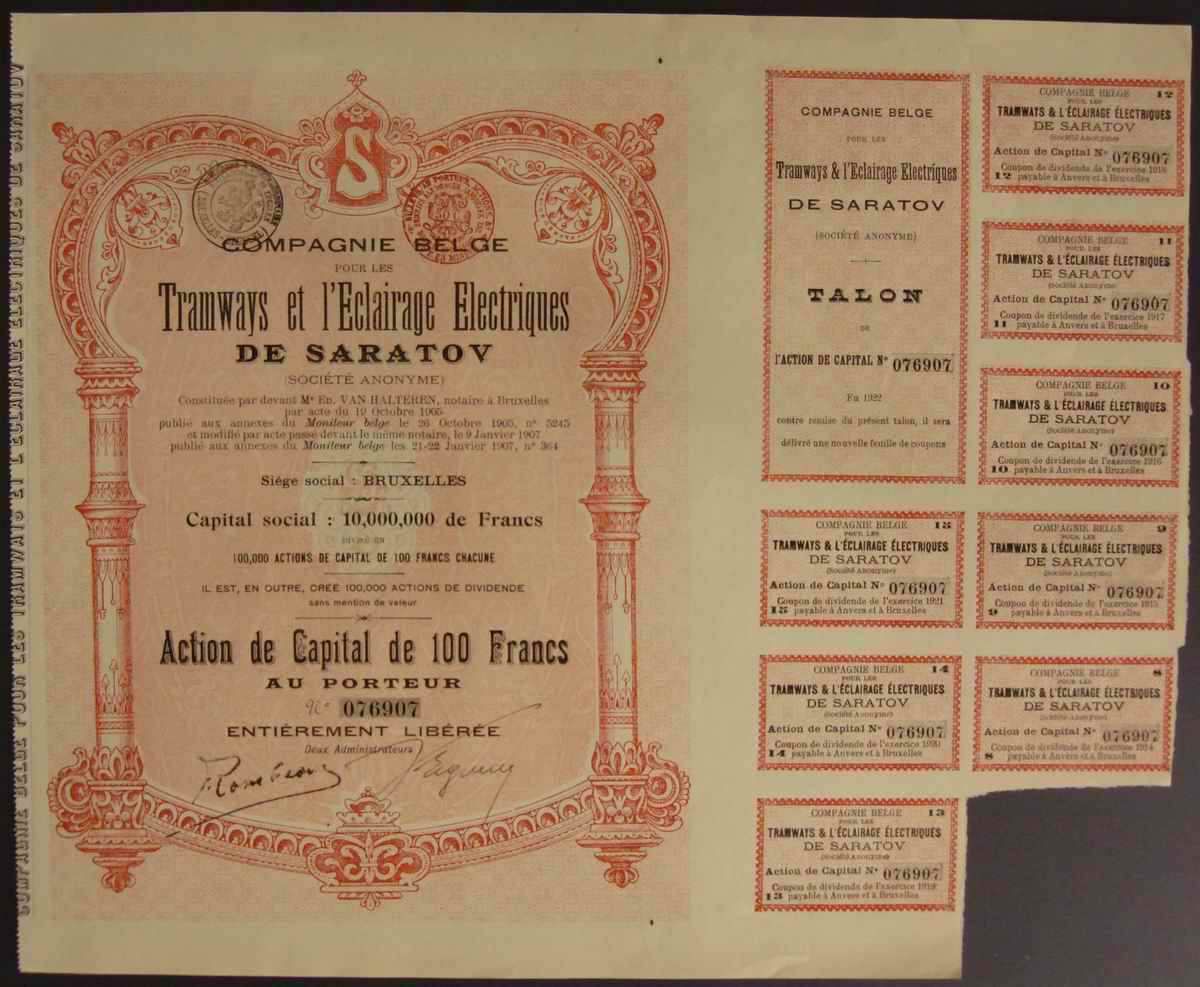 COMPAGNIE BELGE POUR LES TRAMWAYS ET L'ÉCLAIRAGE ÉLECTRIQUES DE SARATOV
S
COMPAGNIE BELGE
POUR LES
Tramways et l'Eclairage Electriques
DE SARATOV
(SOCIÉTÉ ANONYME)
Constituée par devant Me ED. VAN HALTEREN, notaire à Bruxelles
par acte du 19 Octobre 1905
publié aux annexes du Moniteur belge le 26 Octobre 1905, n° 5245
et modifié par acte passé devant le même notaire, le 9 Janvier 1907
publié aux annexes du Moniteur belge les 21-22 Janvier 1907, n° 364
Siége social : BRUXELLES
Capital social : 10,000,000 de Francs
DIVISÉ EN
100,000 ACTIONS DE CAPITAL DE 100 FRANCS CHACUNE
IL EST, EN OUTRE, CRÉÉ 100,000 ACTIONS DE DIVIDENDE
sans mention de valeur
Action de Capital de 100 Francs
AU PORTEUR
N° 076907
ENTIÈREMENT LIBÉRÉE
Deux Administrateurs
COMPAGNIE BELGE
POUR LES
Tramways & l'Eclairage Electriques
DE SARATOV
(SOCIÉTÉ ANONYME)
TALON
DE
l'ACTION DE CAPITAL N° 076907
En 1922
contre remise du présent talon, il sera
délivré une nouvelle feuille de coupons
COMPAGNIE BELGE 12
POUR LES
TRAMWAYS & L'ÉCLAIRAGE ÉLECTRIQUES
DE SARATOV
(Société Anonyme)
Action de Capital N° 076907
Coupon de dividende de l'exercice 1918
12 payable à Anvers et à Bruxelles
COMPAGNIE BELGE 11
POUR LES
TRAMWAYS & L'ÉCLAIRAGE ÉLECTRIQUES
DE SARATOV
(Société Anonyme)
Action de Capital N° 076907
Coupon de dividende de l'exercice 1917
11 payable à Anvers et à Bruxelles
COMPAGNIE BELGE 10
POUR LES
TRAMWAYS & L'ÉCLAIRAGE ÉLECTRIQUES
DE SARATOV
(Société Anonyme)
Action de Capital N° 076907
Coupon de dividende de l'exercice 1916
10 payable à Anvers et à Bruxelles
COMPAGNIE BELGE 15
POUR LES
TRAMWAYS & L'ÉCLAIRAGE ÉLECTRIQUES
DE SARATOV
(Société Anonyme)
Action de Capital N° 076907
Coupon de dividende de l'exercice 1921
15 payable à Anvers et à Bruxelles
COMPAGNIE BELGE 9
POUR LES
TRAMWAYS & L'ÉCLAIRAGE ÉLECTRIQUES
DE SARATOV
(Société Anonyme)
Action de Capital N° 076907
Coupon de dividende de l'exercice 1915
9 payable à Anvers et à Bruxelles
COMPAGNIE BELGE 14
POUR LES
TRAMWAYS & L'ÉCLAIRAGE ÉLECTRIQUES
DE SARATOV
(Société Anonyme)
Action de Capital N° 076907
Coupon de dividende de l'exercice 1920
14 payable à Anvers et à Bruxelles
COMPAGNIE BELGE 8
POUR LES
TRAMWAYS & L'ÉCLAIRAGE ÉLECTRIQUES
DE SARATOV
(Société Anonyme)
Action de Capital N° 076907
Coupon de dividende de l'exercice 1914
8 payable à Anvers et à Bruxelles
COMPAGNIE BELGE 13
POUR LES
TRAMWAYS & L'ÉCLAIRAGE ÉLECTRIQUES
DE SARATOV
(Société Anonyme)
Action de Capital N° 076907
Coupon de dividende de l'exercice 1919
13 payable à Anvers et à Bruxelles